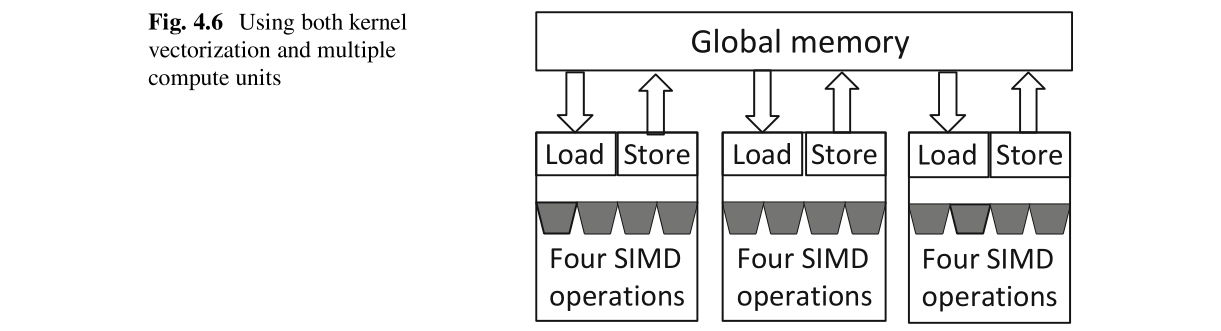 Fig. 4.6 Using both kernel
vectorization and multiple
compute units
Global memory
Load Store Load Store Load Store
Four SIMD Four SIMD Four SIMD
operations operations operations